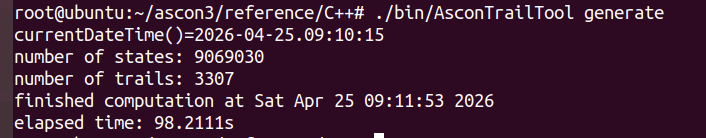 root@ubuntu:~/ascon3/reference/C++# ./bin/AsconTrailTool generate
currentDateTime()=2026-04-25.09:10:15
number of states: 9069030
number of trails: 3307
finished computation at Sat Apr 25 09:11:53 2026
elapsed time: 98.2111s